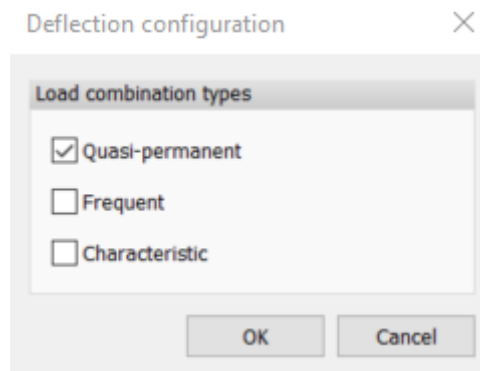 Deflection configuration
Load combination types
Quasi-permanent
Frequent
Characteristic
OK Cancel